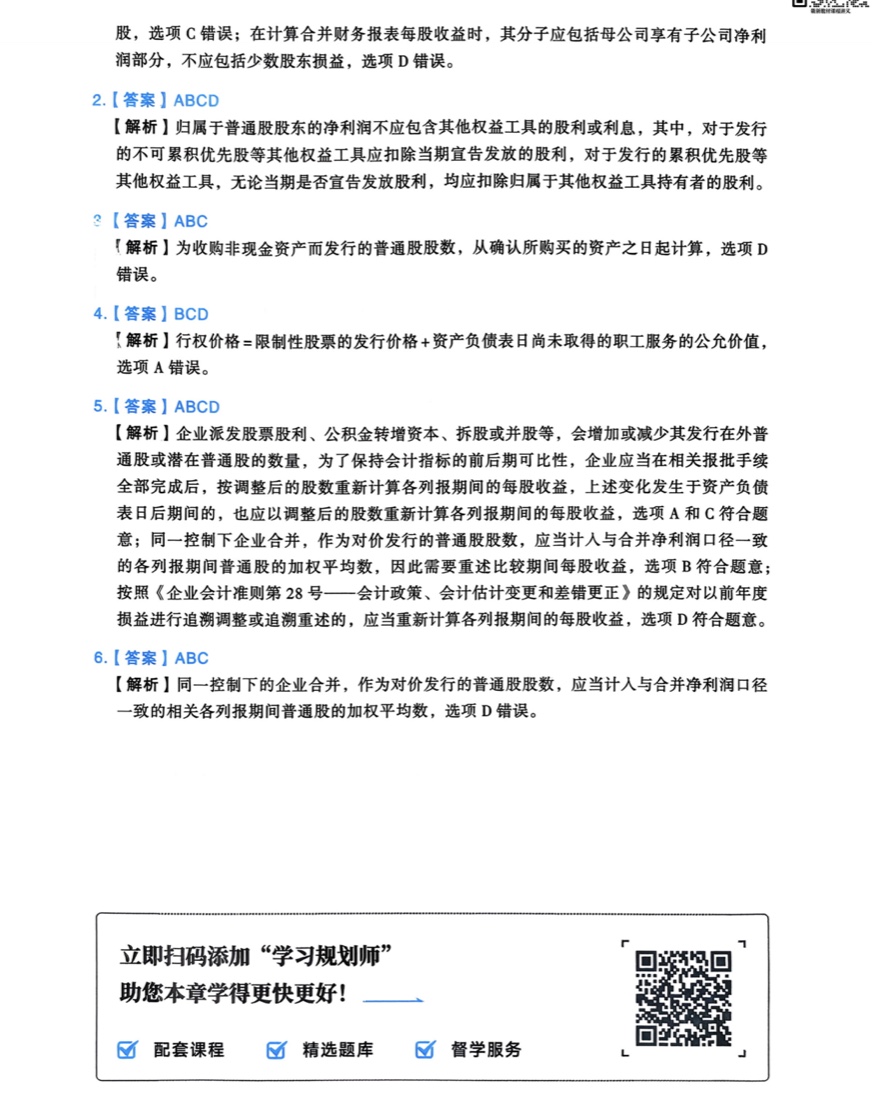 股，选项 C 错误；在计算合并财务报表每股收益时，其分子应包括母公司享有子公司净利
润部分，不应包括少数股东损益，选项 D 错误。
2.【答案】ABCD
【解析】归属于普通股股东的净利润不应包含其他权益工具的股利或利息，其中，对于发行
的不可累积优先股等其他权益工具应扣除当期宣告发放的股利，对于发行的累积优先股等
其他权益工具，无论当期是否宣告发放股利，均应扣除归属于其他权益工具持有者的股利。
3【答案】ABC
【解析】为收购非现金资产而发行的普通股股数，从确认所购买的资产之日起计算，选项 D
错误。
4.【答案】BCD
【解析】行权价格=限制性股票的发行价格+资产负债表日尚未取得的职工服务的公允价值，
选项 A 错误。
5.【答案】ABCD
【解析】企业派发股票股利、公积金转增资本、拆股或并股等，会增加或减少其发行在外普
通股或潜在普通股的数量，为了保持会计指标的前后期可比性，企业应当在相关报批手续
全部完成后，按调整后的股数重新计算各列报期间的每股收益，上述变化发生于资产负债
表日后期间的，也应以调整后的股数重新计算各列报期间的每股收益，选项 A 和 C 符合题
意；同一控制下企业合并，作为对价发行的普通股股数，应当计入与合并净利润口径一致
的各列报期间普通股的加权平均数，因此需要重述比较期间每股收益，选项 B 符合题意；
按照《企业会计准则第 28 号——会计政策、会计估计变更和差错更正》的规定对以前年度
损益进行追溯调整或追溯重述的，应当重新计算各列报期间的每股收益，选项 D 符合题意。
6.【答案】ABC
【解析】同一控制下的企业合并，作为对价发行的普通股股数，应当计入与合并净利润口径
一致的相关各列报期间普通股的加权平均数，选项 D 错误。
立即扫码添加“学习规划师”
助您本章学得更快更好！
配套课程 精选题库 督学服务